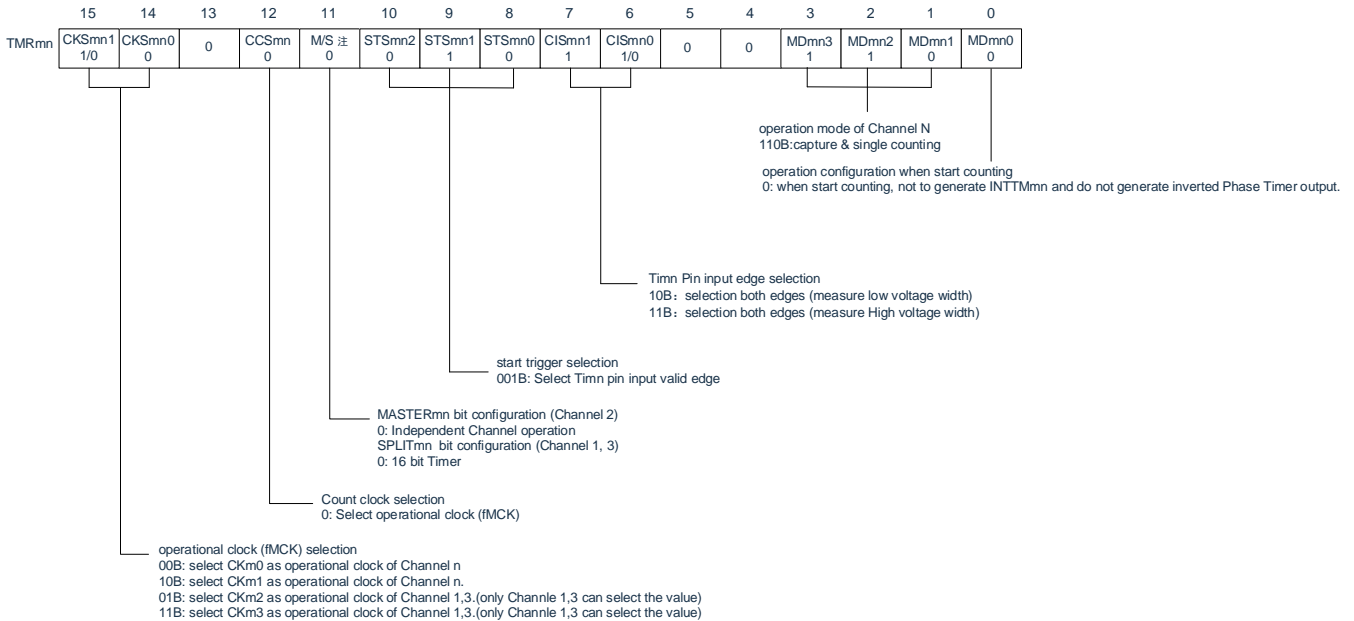 15 14 13 12 11 10 9 8 7 6 5 4 3 2 1 0
TMRmn CKSmn1 CKSmn0 0 CCSmn M/S 注 STSmn2 STSmn1 STSmn0 CISmn1 CISmn0 0 0 MDmn3 MDmn2 MDmn1 MDmn0
1/0 0 0 0 0 1 0 1 1/0 1 1 0 0
operation mode of Channel N
110B:capture & single counting
operation configuration when start counting
0: when start counting, not to generate INTTMmn and do not generate inverted Phase Timer output.
Timn Pin input edge selection
10B：selection both edges (measure low voltage width)
11B：selection both edges (measure High voltage width)
start trigger selection
001B: Select Timn pin input valid edge
MASTERmn bit configuration (Channel 2)
0: Independent Channel operation
SPLITmn bit configuration (Channel 1, 3)
0: 16 bit Timer
Count clock selection
0: Select operational clock (fMCK)
operational clock (fMCK) selection
00B: select CKm0 as operational clock of Channel n
10B: select CKm1 as operational clock of Channel n.
01B: select CKm2 as operational clock of Channel 1,3.(only Channle 1,3 can select the value)
11B: select CKm3 as operational clock of Channel 1,3.(only Channle 1,3 can select the value)